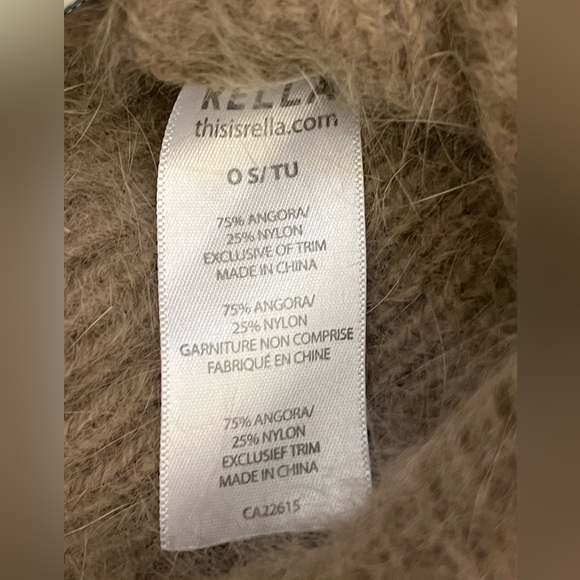 RELLA
thisisrella.com
O S/ TU
75% ANGORA/
25% NYLON
EXCLUSIVE OF TRIM
MADE IN CHINA
75% ANGORA/
25% NYLON
GARNITURE NON COMPRISE
FABRIQUÉ EN CHINE
75% ANGORA/
25% NYLON
EXCLUSIEF TRIM
MADE IN CHINA
CA22615